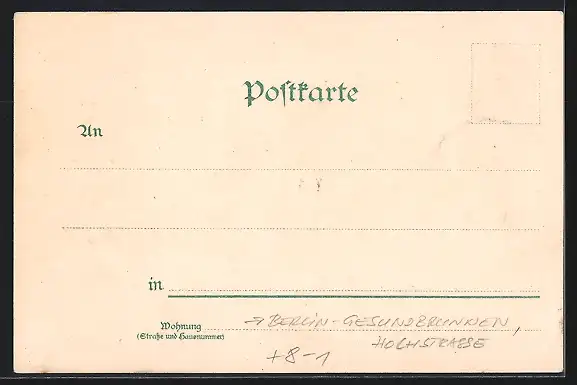 Postkarte
An
in
Wohnung
(Straße und Hausnummer)
→ BERLIN-GESUNDBRUNNEN,
HOCHSTRASSE
+8-1